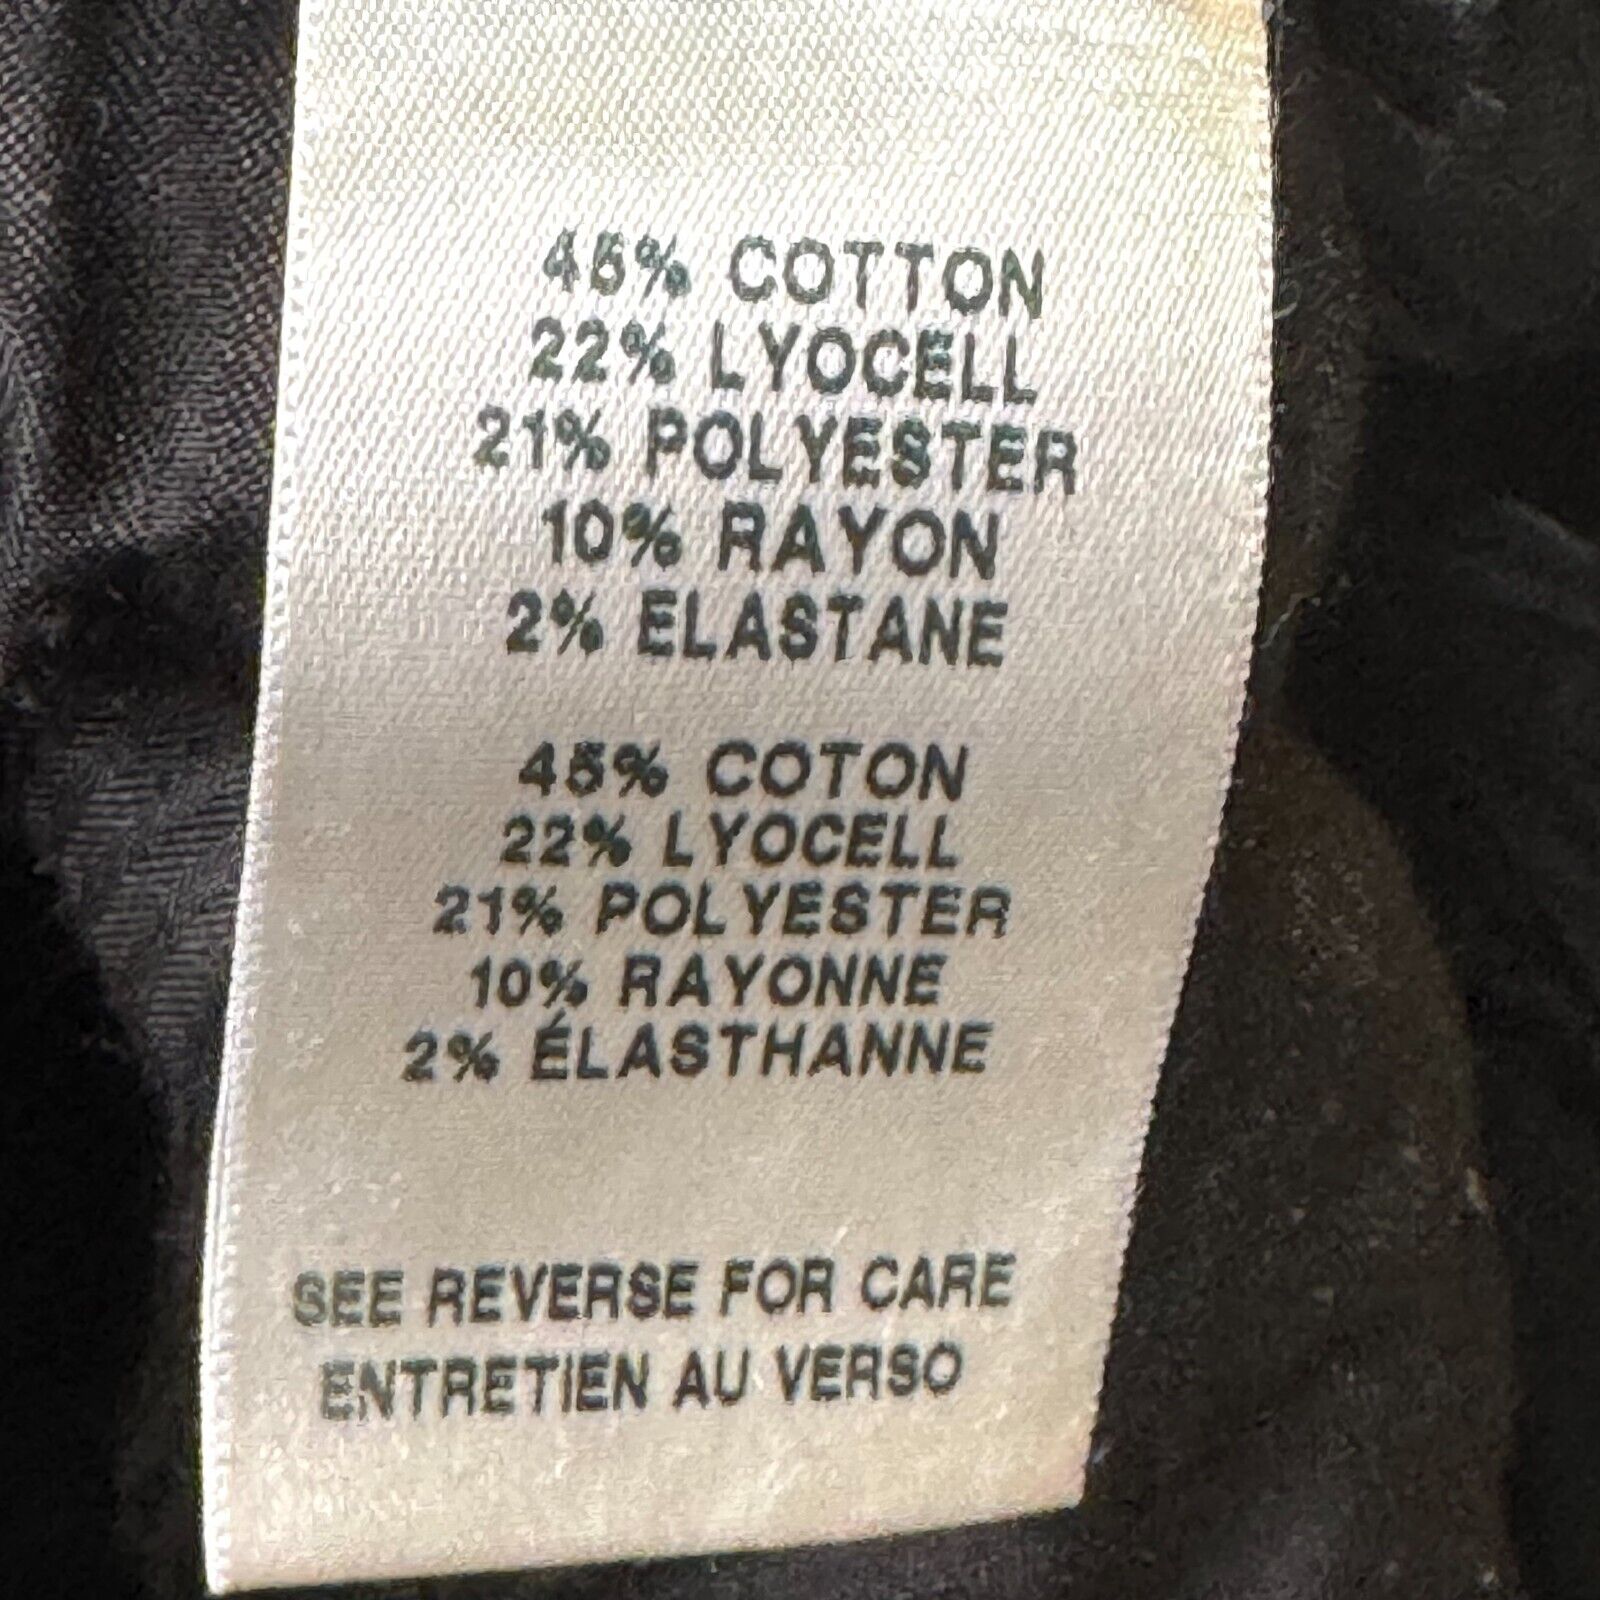 45% COTTON
22% LYOCELL
21% POLYESTER
10% RAYON
2% ELASTANE
45% COTON
22% LYOCELL
21% POLYESTER
10% RAYONNE
2% ÉLASTHANNE
SEE REVERSE FOR CARE
ENTRETIEN AU VERSO